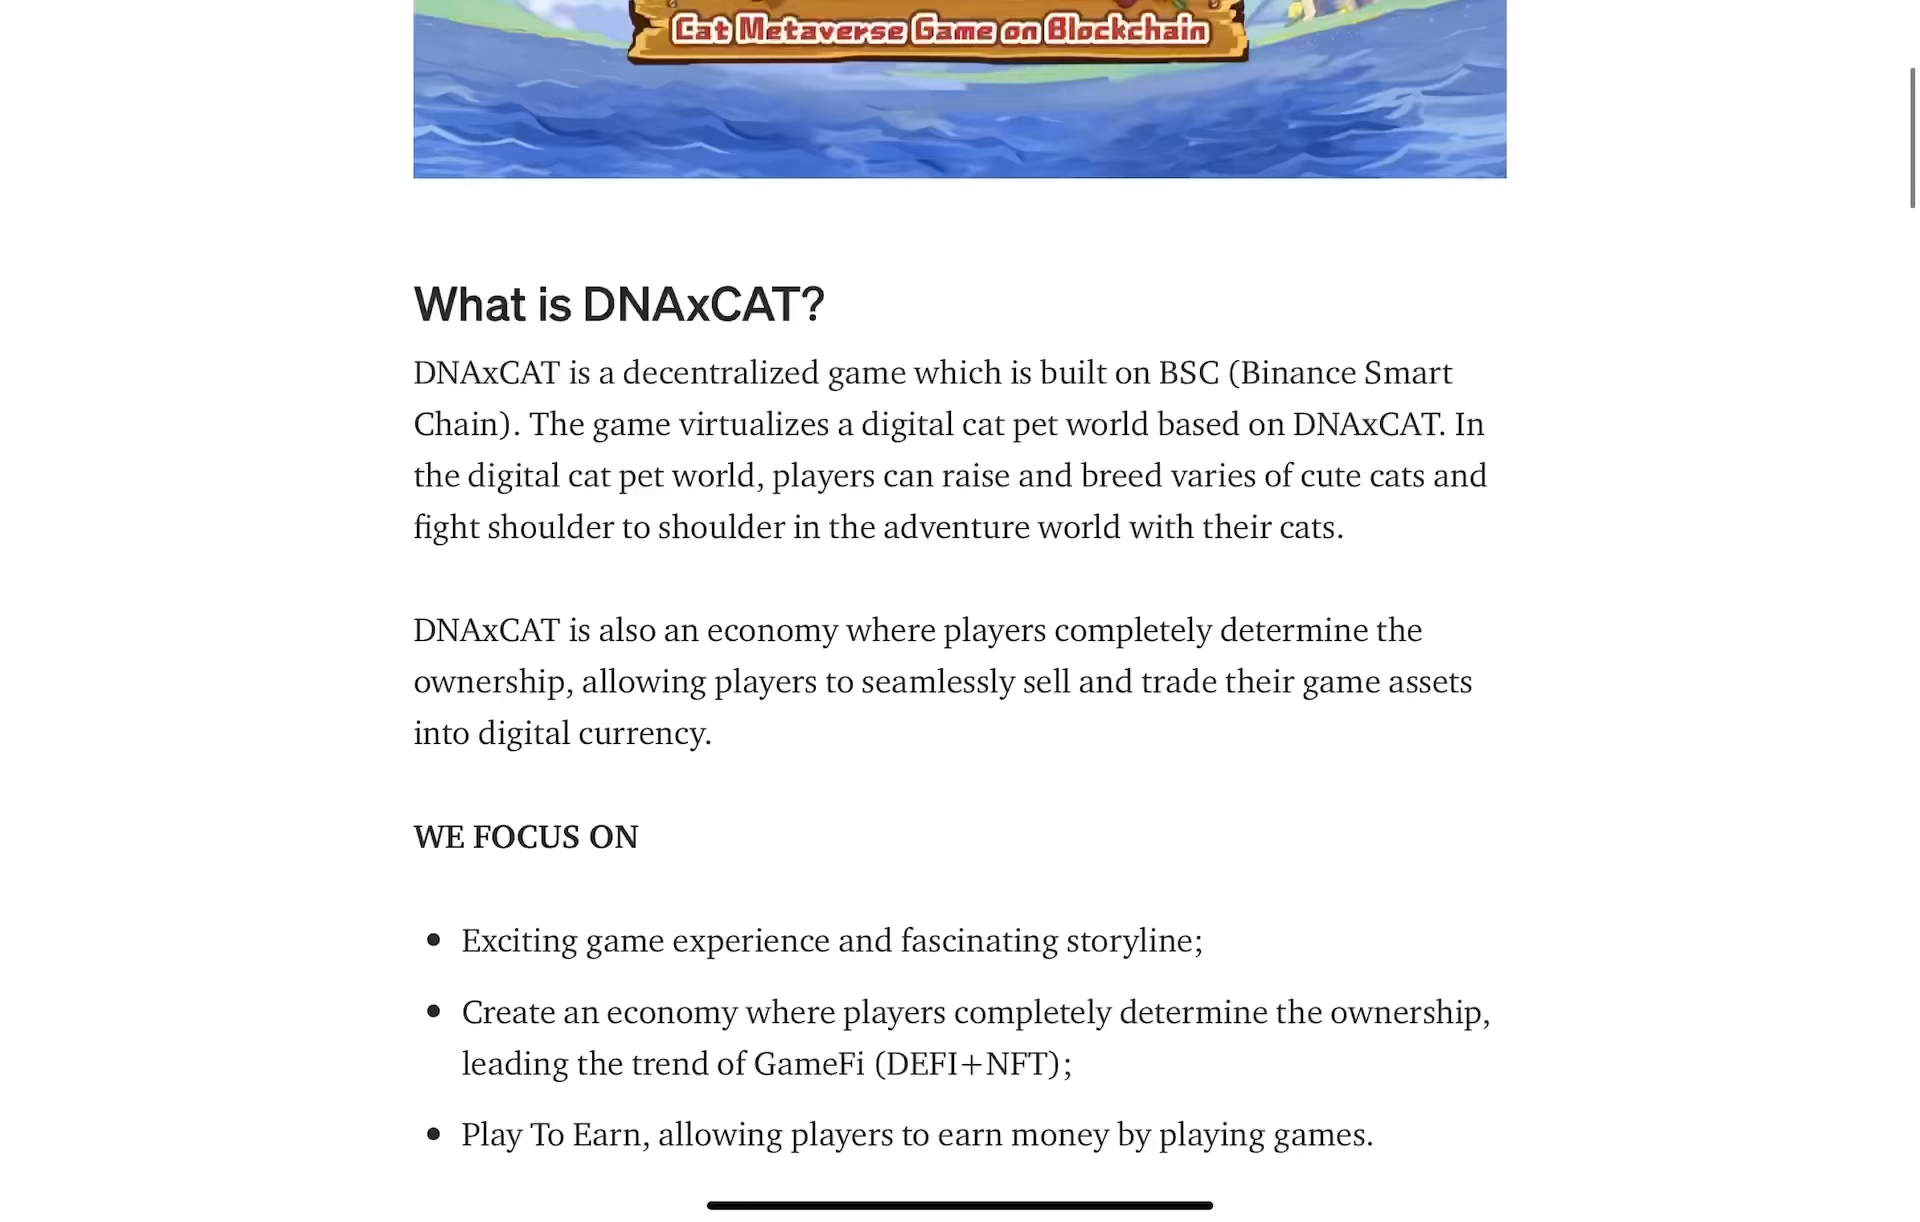 Cat Metaverse Game on Blockchain
What is DNAxCAT?
DNAxCAT is a decentralized game which is built on BSC (Binance Smart
Chain). The game virtualizes a digital cat pet world based on DNAxCAT. In
the digital cat pet world, players can raise and breed varies of cute cats and
fight shoulder to shoulder in the adventure world with their cats.
DNAxCAT is also an economy where players completely determine the
ownership, allowing players to seamlessly sell and trade their game assets
into digital currency.
WE FOCUS ON
• Exciting game experience and fascinating storyline;
• Create an economy where players completely determine the ownership,
leading the trend of GameFi (DEFI+NFT);
• Play To Earn, allowing players to earn money by playing games.